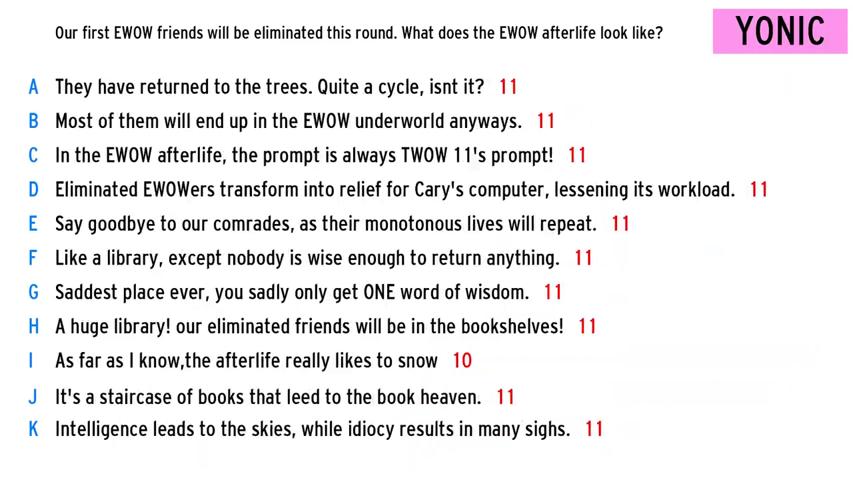 Our first EWOW friends will be eliminated this round. What does the EWOW afterlife look like?
YONIC
A They have returned to the trees. Quite a cycle, isnt it? 11
B Most of them will end up in the EWOW underworld anyways. 11
C In the EWOW afterlife, the prompt is always TWOW 11's prompt! 11
D Eliminated EWOWers transform into relief for Cary's computer, lessening its workload. 11
E Say goodbye to our comrades, as their monotonous lives will repeat. 11
F Like a library, except nobody is wise enough to return anything. 11
G Saddest place ever, you sadly only get ONE word of wisdom. 11
H A huge library! our eliminated friends will be in the bookshelves! 11
I As far as I know,the afterlife really likes to snow 10
J It's a staircase of books that leed to the book heaven. 11
K Intelligence leads to the skies, while idiocy results in many sighs. 11